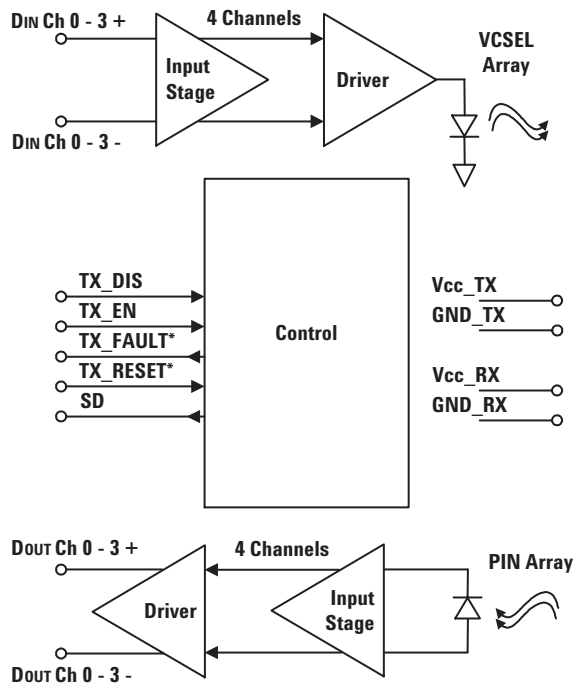 DIN Ch 0 - 3 +
4 Channels
VCSEL
Array
Input
Stage
Driver
DIN Ch 0 - 3 -
TX_DIS
TX_EN
TX_FAULT*
TX_RESET*
SD
Control
Vcc_TX
GND_TX
Vcc_RX
GND_RX
DOUT Ch 0 - 3 +
4 Channels
PIN Array
Driver
Input
Stage
DOUT Ch 0 - 3 -